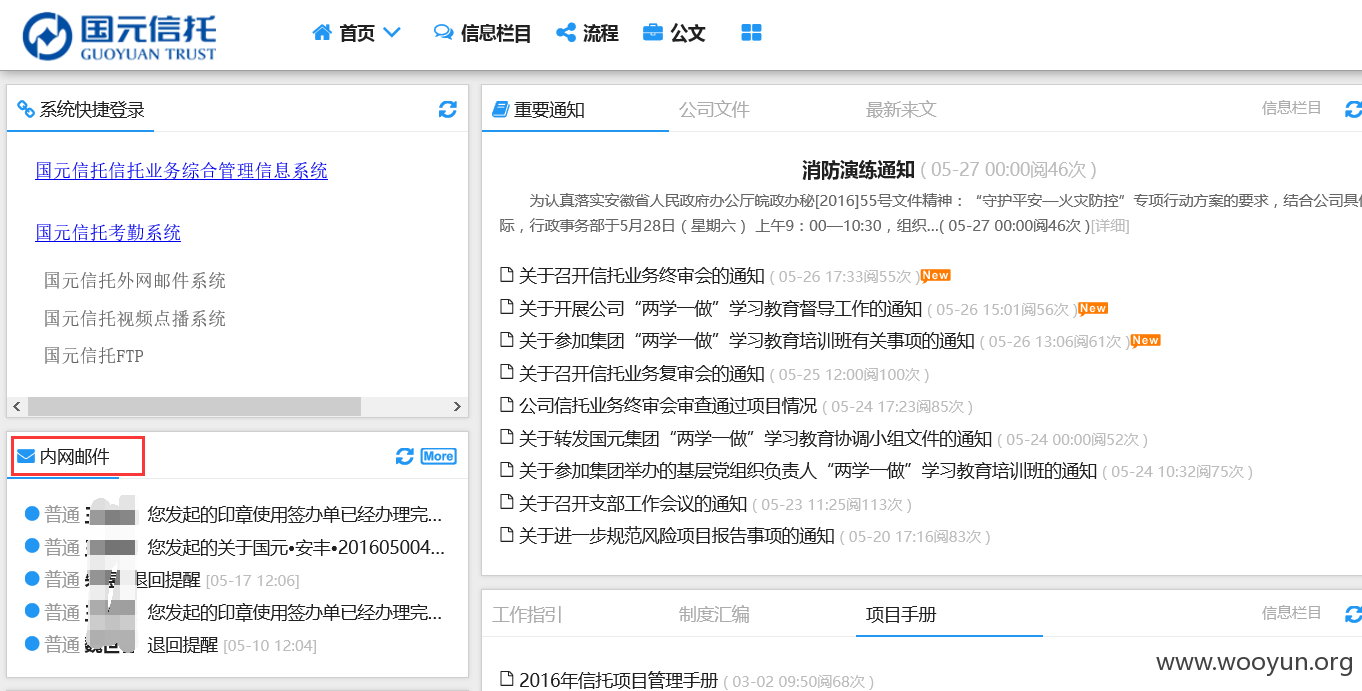 国元信托
GUOYUAN TRUST
首页 信息栏目 流程 公文
系统快捷登录
国元信托信托业务综合管理信息系统
国元信托考勤系统
国元信托外网邮件系统
国元信托视频点播系统
国元信托FTP
内网邮件 More
普通 您发起的印章使用签办单已经办理完...
普通 您发起的关于国元•安丰•201605004...
普通 退回提醒 [05-17 12:06]
普通 您发起的印章使用签办单已经办理完...
普通 退回提醒 [05-10 12:04]
重要通知 公司文件 最新来文 信息栏目
消防演练通知 ( 05-27 00:00阅46次 )
为认真落实安徽省人民政府办公厅皖政办秘[2016]55号文件精神：“守护平安—火灾防控”专项行动方案的要求，结合公司具
际，行政事务部于5月28日（星期六） 上午9：00—10:30，组织...( 05-27 00:00阅46次 )[详细]
关于召开信托业务终审会的通知 ( 05-26 17:33阅55次 ) New
关于开展公司“两学一做”学习教育督导工作的通知 ( 05-26 15:01阅56次 ) New
关于参加集团“两学一做”学习教育培训班有关事项的通知 ( 05-26 13:06阅61次 ) New
关于召开信托业务复审会的通知 ( 05-25 12:00阅100次 )
公司信托业务终审会审查通过项目情况 ( 05-24 17:23阅85次 )
关于转发国元集团“两学一做”学习教育协调小组文件的通知 ( 05-24 00:00阅52次 )
关于参加集团举办的基层党组织负责人“两学一做”学习教育培训班的通知 ( 05-24 10:32阅75次 )
关于召开支部工作会议的通知 ( 05-23 11:25阅113次 )
关于进一步规范风险项目报告事项的通知 ( 05-20 17:16阅83次 )
工作指引 制度汇编 项目手册 信息栏目
2016年信托项目管理手册 ( 03-02 09:50阅68次 )
www.wooyun.org